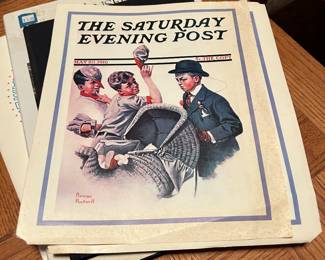 THE SATURDAY
EVENING POST
MAY 20, 1916
5c. THE COPY
Norman
Rockwell